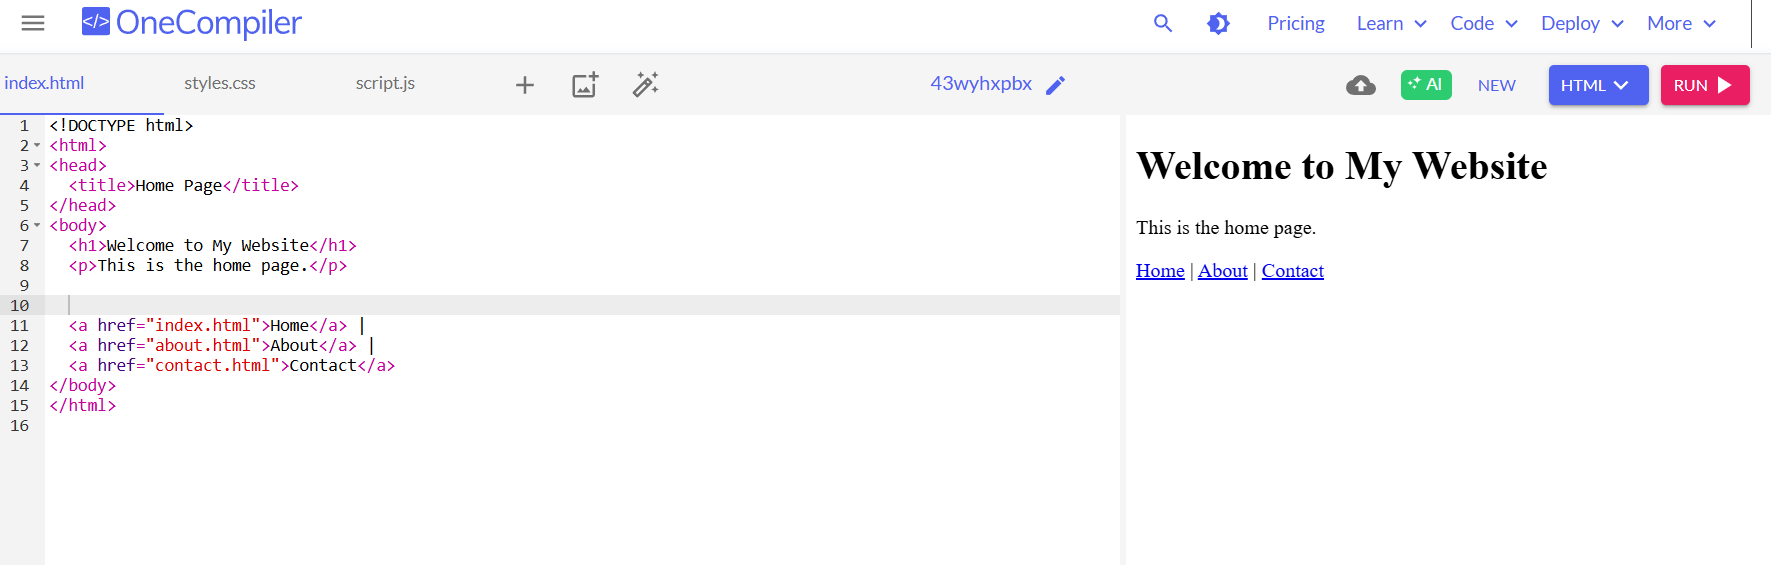 </> OneCompiler Pricing Learn Code Deploy More
index.html styles.css script.js + 43wyhxpbx AI NEW HTML RUN
1 <!DOCTYPE html>
2 <html>
3 <head>
4 <title>Home Page</title>
5 </head>
6 <body>
7 <h1>Welcome to My Website</h1>
8 <p>This is the home page.</p>
9
10
11 <a href="index.html">Home</a> |
12 <a href="about.html">About</a> |
13 <a href="contact.html">Contact</a>
14 </body>
15 </html>
16
Welcome to My Website
This is the home page.
Home | About | Contact